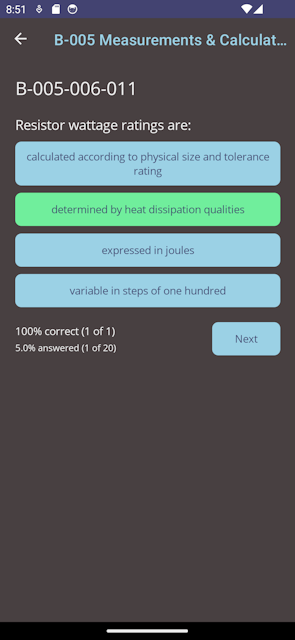 8:51
B-005 Measurements & Calculat...
B-005-006-011
Resistor wattage ratings are:
calculated according to physical size and tolerance
rating
determined by heat dissipation qualities
expressed in joules
variable in steps of one hundred
100% correct (1 of 1)
5.0% answered (1 of 20)
Next